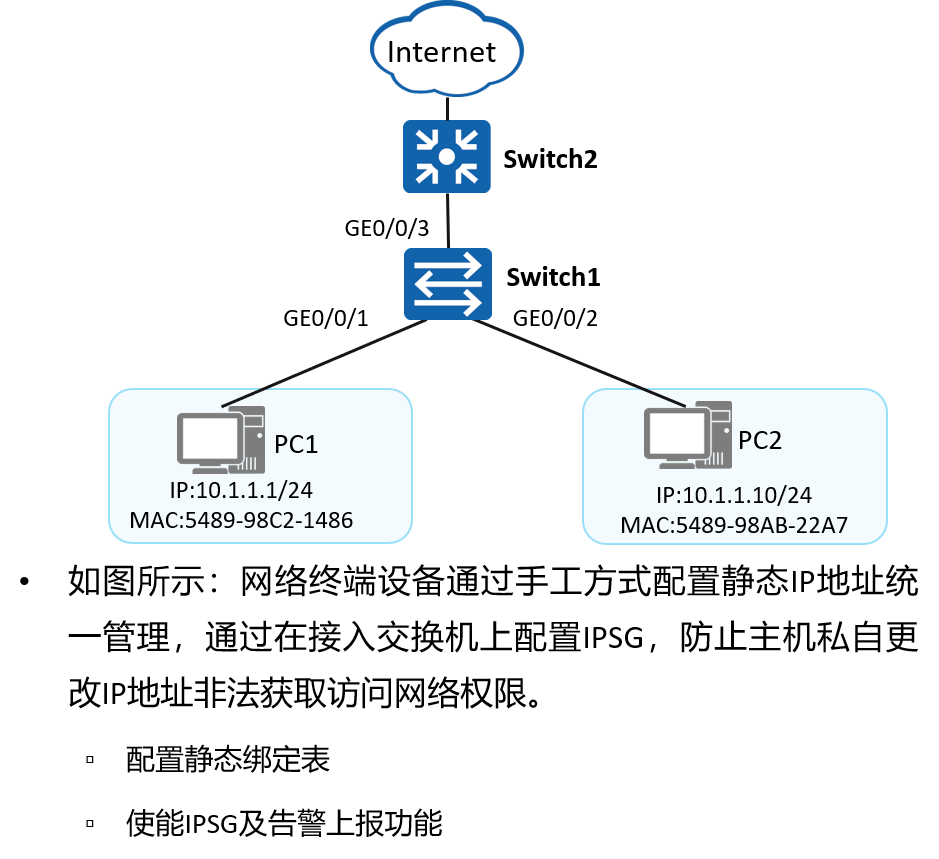 Internet
Switch2
GE0/0/3
Switch1
GE0/0/1
GE0/0/2
PC1
IP:10.1.1.1/24
MAC:5489-98C2-1486
PC2
IP:10.1.1.10/24
MAC:5489-98AB-22A7
• 如图所示：网络终端设备通过手工方式配置静态IP地址统
一管理，通过在接入交换机上配置IPSG，防止主机私自更
改IP地址非法获取访问网络权限。
▫ 配置静态绑定表
▫ 使能IPSG及告警上报功能